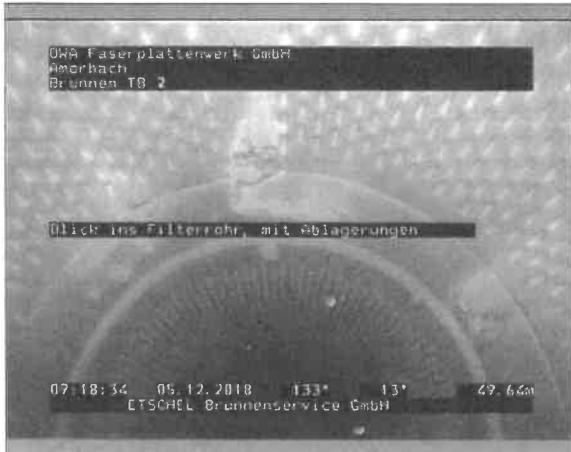 OWA Faserplattenwerk GmbH
Amorbach
Brunnen TB 2
Blick ins Filterrohr, mit Ablagerungen
07:18:34 05.12.2018 133° 13° 49.64m
ETSCHEL Brunnenservice GmbH